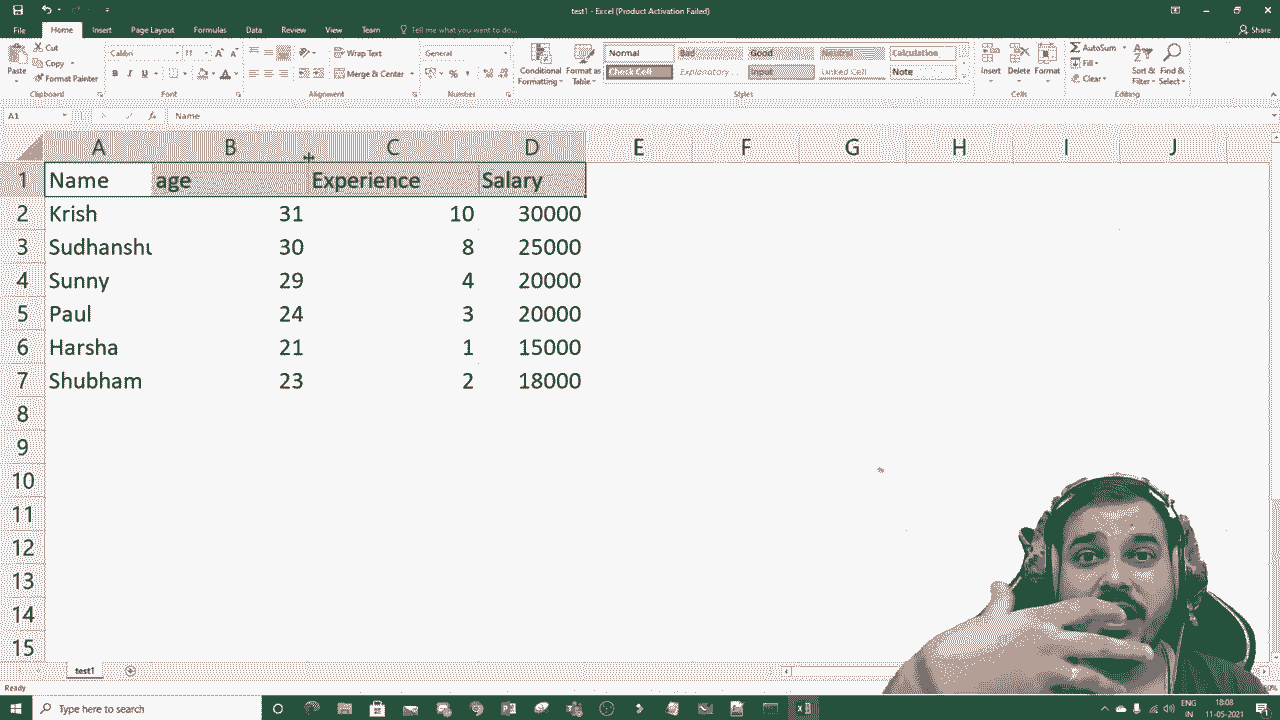 test1 - Excel (Product Activation Failed)
File Home Insert Page Layout Formulas Data Review View Team Tell me what you want to do... Share
Paste Cut Copy Format Painter Clipboard
Calibri 11 B I U Font
Wrap Text Merge & Center Alignment
General % Number
Conditional Formatting Format as Table
Normal Bad Good Neutral Calculation
Check Cell Explanatory ... Input Linked Cell Note
Styles
Insert Delete Format Cells
AutoSum Fill Clear Sort & Filter Find & Select Editing
A1 fx Name
A B C D E F G H I J
1 Name age Experience Salary
2 Krish 31 10 30000
3 Sudhanshu 30 8 25000
4 Sunny 29 4 20000
5 Paul 24 3 20000
6 Harsha 21 1 15000
7 Shubham 23 2 18000
8
9
10
11
12
13
14
15
test1
Ready
Type here to search ENG IN 18:08 11-05-2021